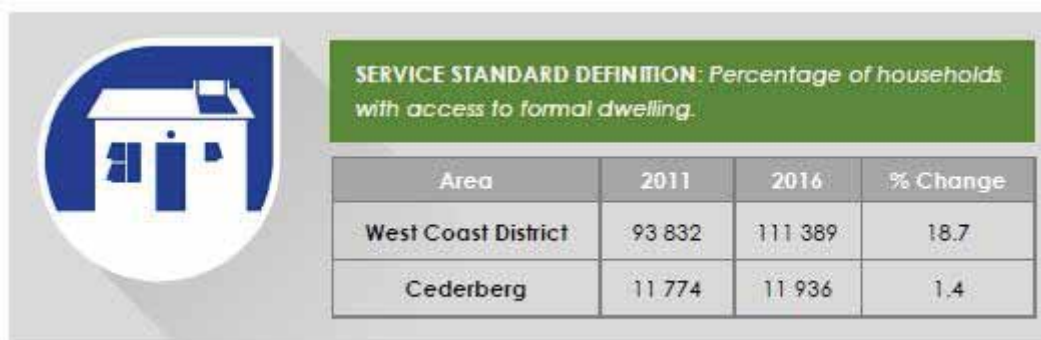 SERVICE STANDARD DEFINITION: Percentage of households
with access to formal dwelling.
Area 2011 2016 % Change
West Coast District 93 832 111 389 18.7
Cederberg 11 774 11 936 1.4